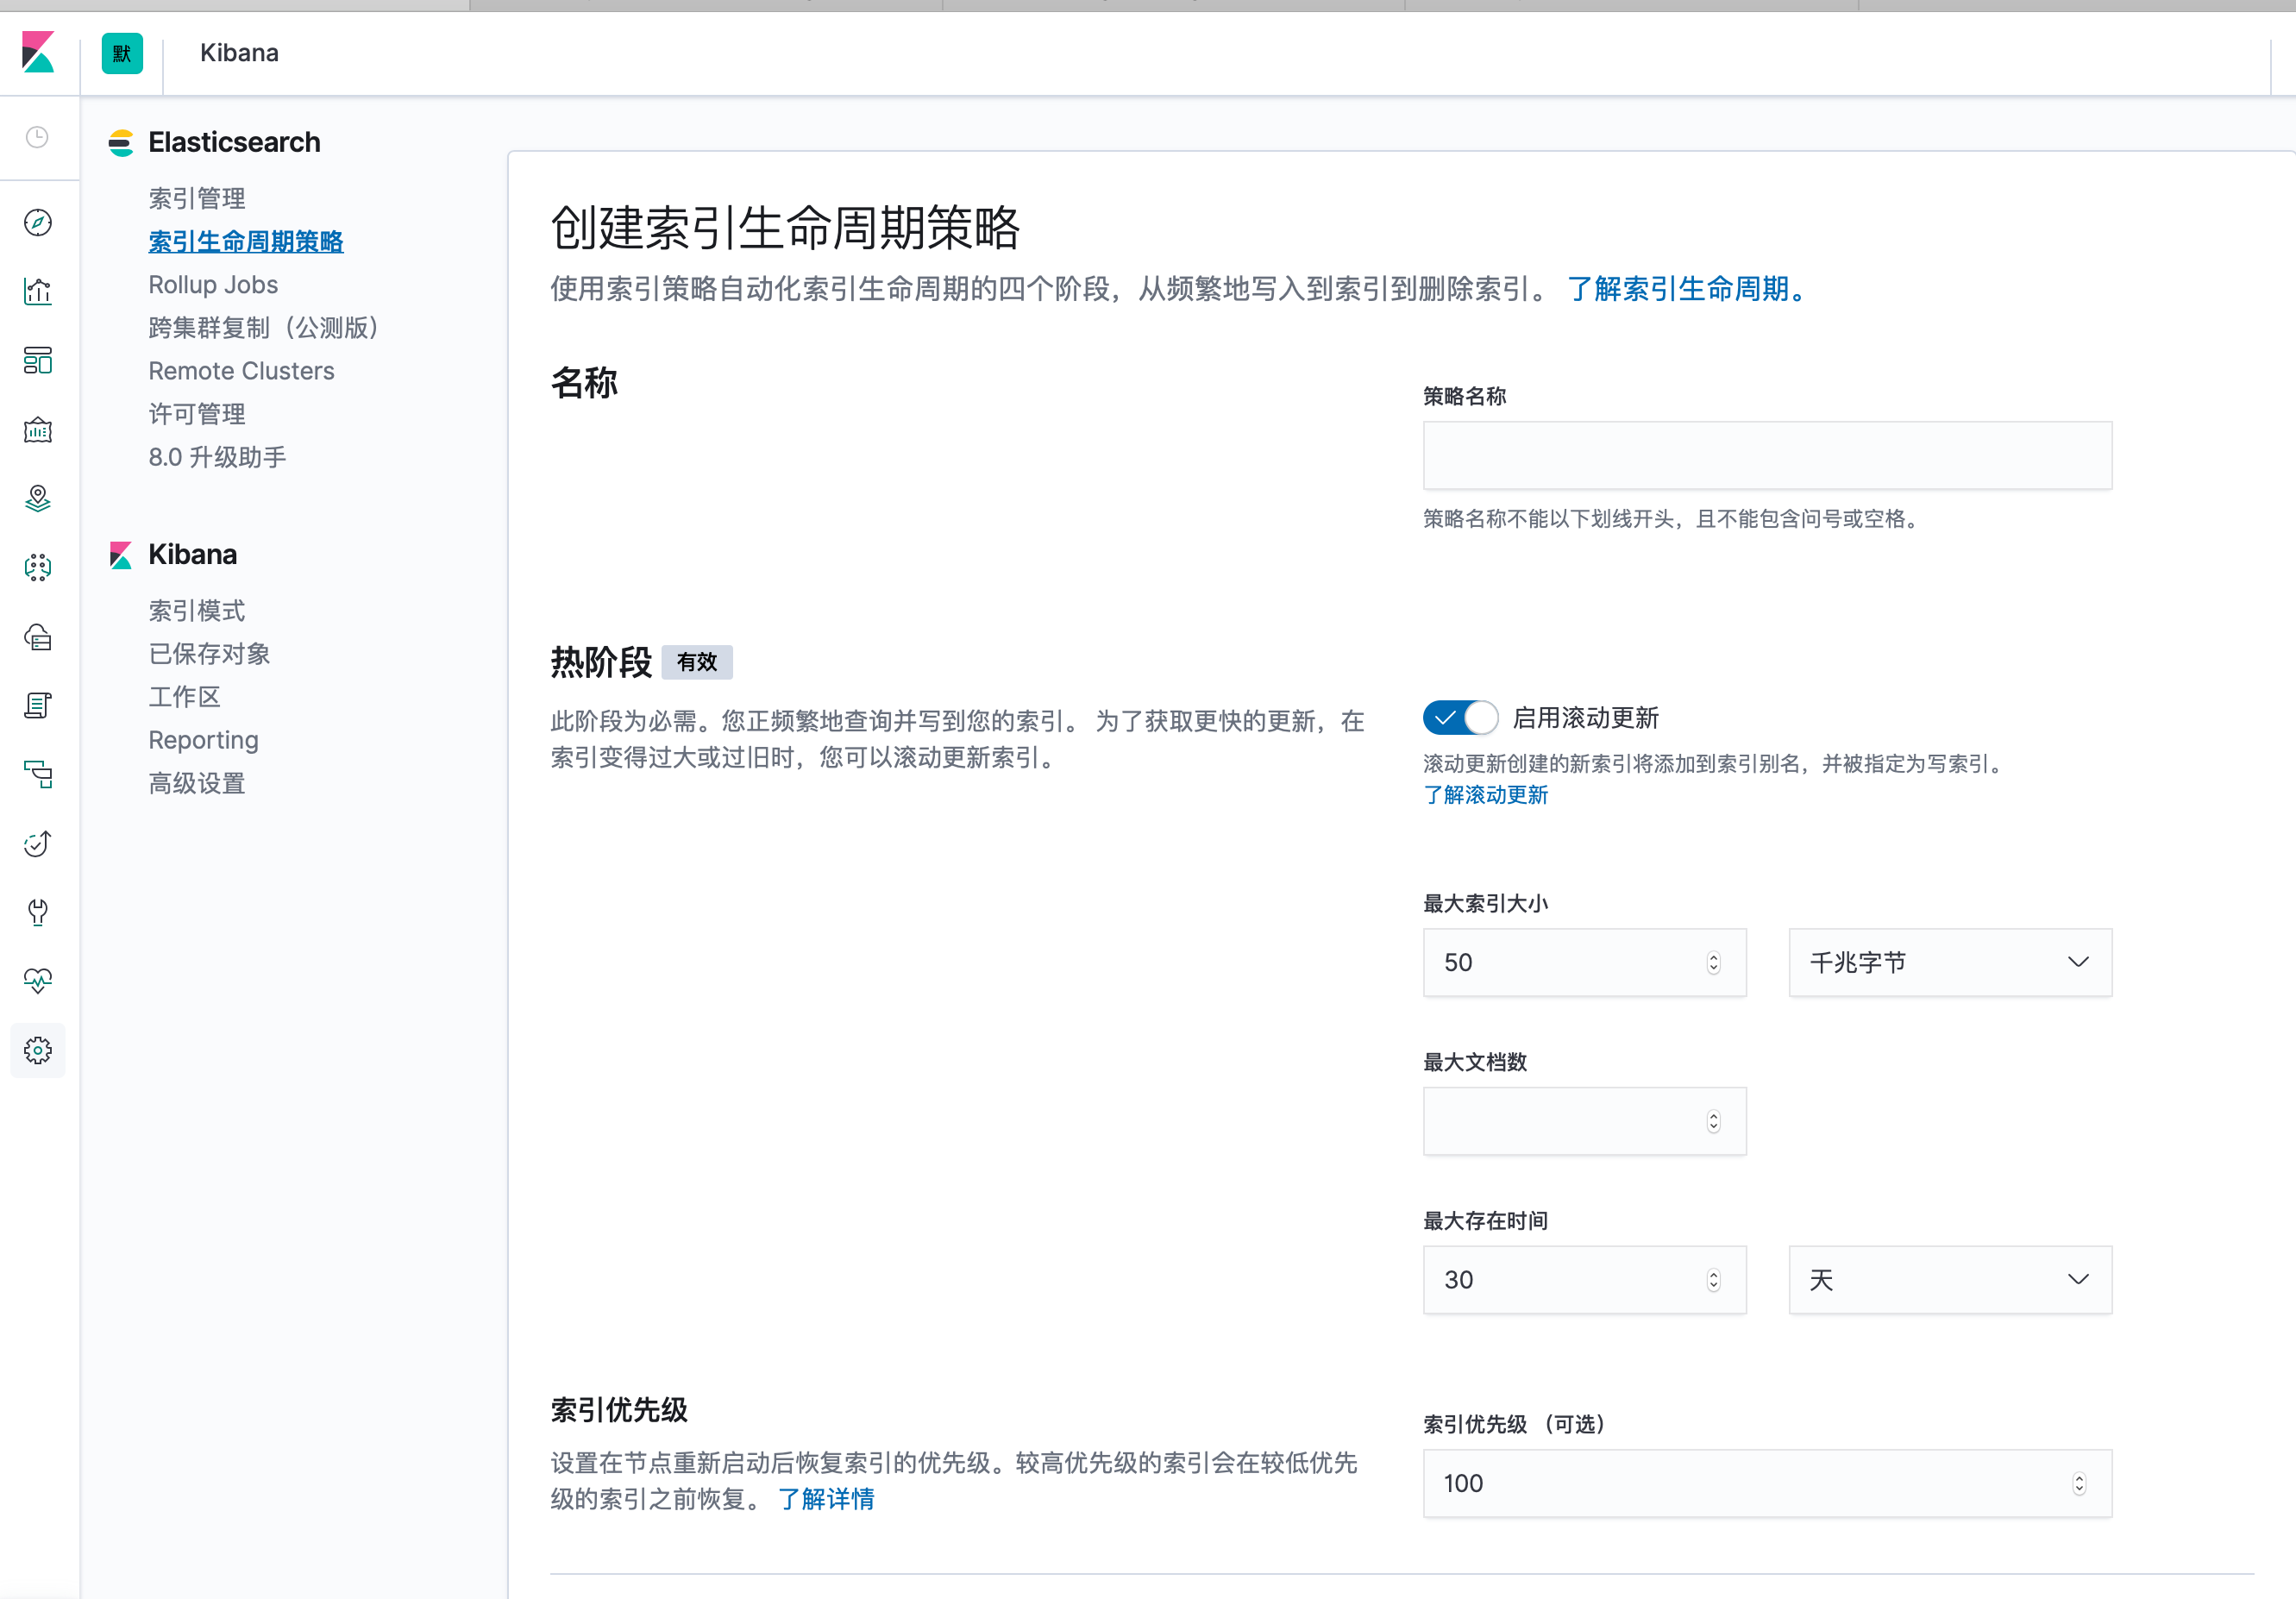 默
Kibana
Elasticsearch
索引管理
索引生命周期策略
Rollup Jobs
跨集群复制（公测版）
Remote Clusters
许可管理
8.0 升级助手
Kibana
索引模式
已保存对象
工作区
Reporting
高级设置
创建索引生命周期策略
使用索引策略自动化索引生命周期的四个阶段，从频繁地写入到索引到删除索引。 了解索引生命周期。
名称
策略名称
策略名称不能以下划线开头，且不能包含问号或空格。
热阶段 有效
此阶段为必需。您正频繁地查询并写到您的索引。 为了获取更快的更新，在
索引变得过大或过旧时，您可以滚动更新索引。
启用滚动更新
滚动更新创建的新索引将添加到索引别名，并被指定为写索引。
了解滚动更新
最大索引大小
50 千兆字节
最大文档数
最大存在时间
30 天
索引优先级
设置在节点重新启动后恢复索引的优先级。较高优先级的索引会在较低优先
级的索引之前恢复。 了解详情
索引优先级 （可选）
100